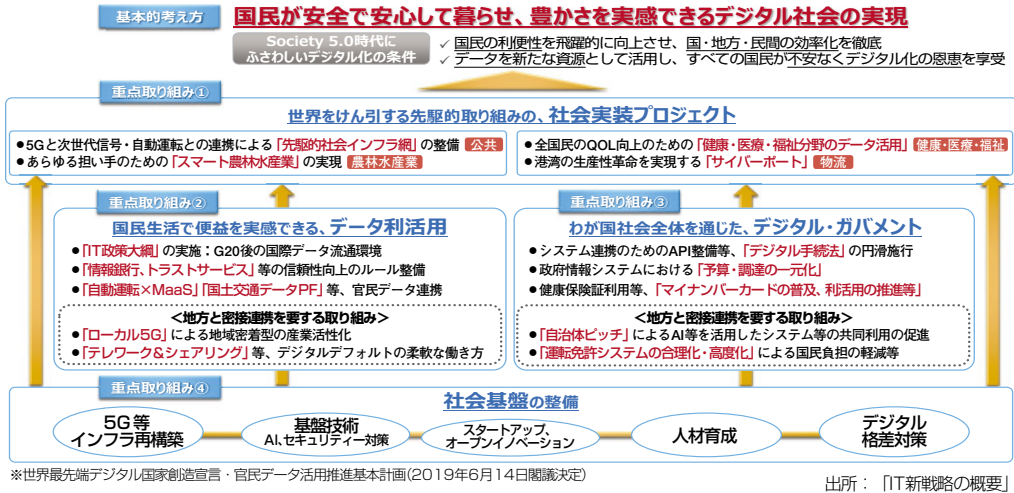 基本的考え方
国民が安全で安心して暮らせ、豊かさを実感できるデジタル社会の実現
Society 5.0時代に
ふさわしいデジタル化の条件
✓ 国民の利便性を飛躍的に向上させ、国・地方・民間の効率化を徹底
✓ データを新たな資源として活用し、すべての国民が不安なくデジタル化の恩恵を享受
重点取り組み①
世界をけん引する先駆的取り組みの、社会実装プロジェクト
●5Gと次世代信号・自動運転との連携による「先駆的社会インフラ網」の整備 公共
●あらゆる担い手のための「スマート農林水産業」の実現 農林水産業
●全国民のQOL向上のための「健康・医療・福祉分野のデータ活用」 健康・医療・福祉
●港湾の生産性革命を実現する「サイバーポート」 物流
重点取り組み②
国民生活で便益を実感できる、データ利活用
●「IT政策大綱」の実施：G20後の国際データ流通環境
●「情報銀行、トラストサービス」等の信頼性向上のルール整備
●「自動運転×MaaS」「国土交通データPF」等、官民データ連携
＜地方と密接連携を要する取り組み＞
●「ローカル5G」による地域密着型の産業活性化
●「テレワーク＆シェアリング」等、デジタルデフォルトの柔軟な働き方
重点取り組み③
わが国社会全体を通じた、デジタル・ガバメント
●システム連携のためのAPI整備等、「デジタル手続法」の円滑施行
●政府情報システムにおける「予算・調達の一元化」
●健康保険証利用等、「マイナンバーカードの普及、利活用の推進等」
＜地方と密接連携を要する取り組み＞
●「自治体ピッチ」によるAI等を活用したシステム等の共同利用の促進
●「運転免許システムの合理化・高度化」による国民負担の軽減等
重点取り組み④
社会基盤の整備
5G等
インフラ再構築
基盤技術
AI、セキュリティー対策
スタートアップ、
オープンイノベーション
人材育成
デジタル
格差対策
※世界最先端デジタル国家創造宣言・官民データ活用推進基本計画（2019年6月14日閣議決定）
出所：「IT新戦略の概要」